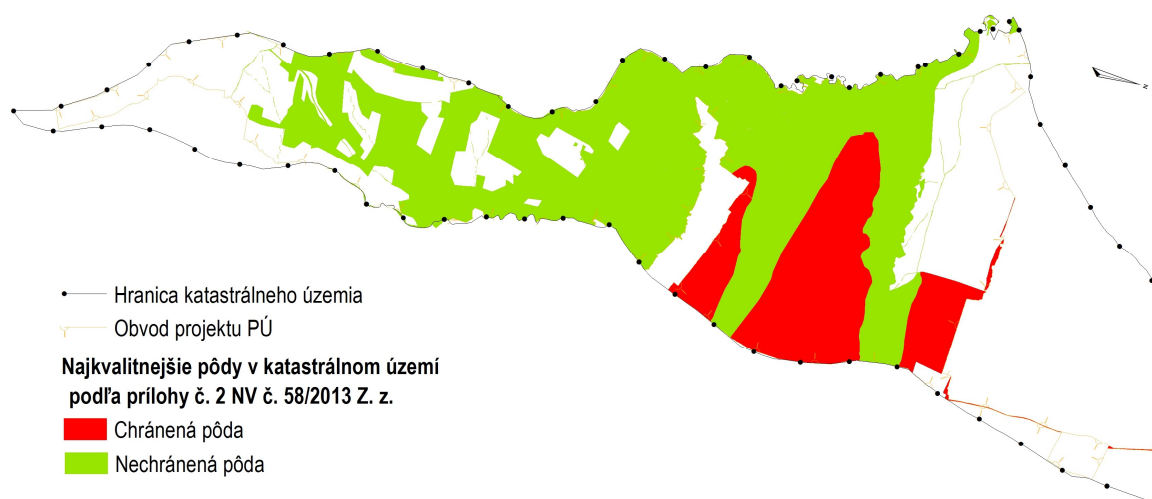 Hranica katastrálneho územia
Obvod projektu PÚ
Najkvalitnejšie pôdy v katastrálnom území
podľa prílohy č. 2 NV č. 58/2013 Z. z.
Chránená pôda
Nechránená pôda